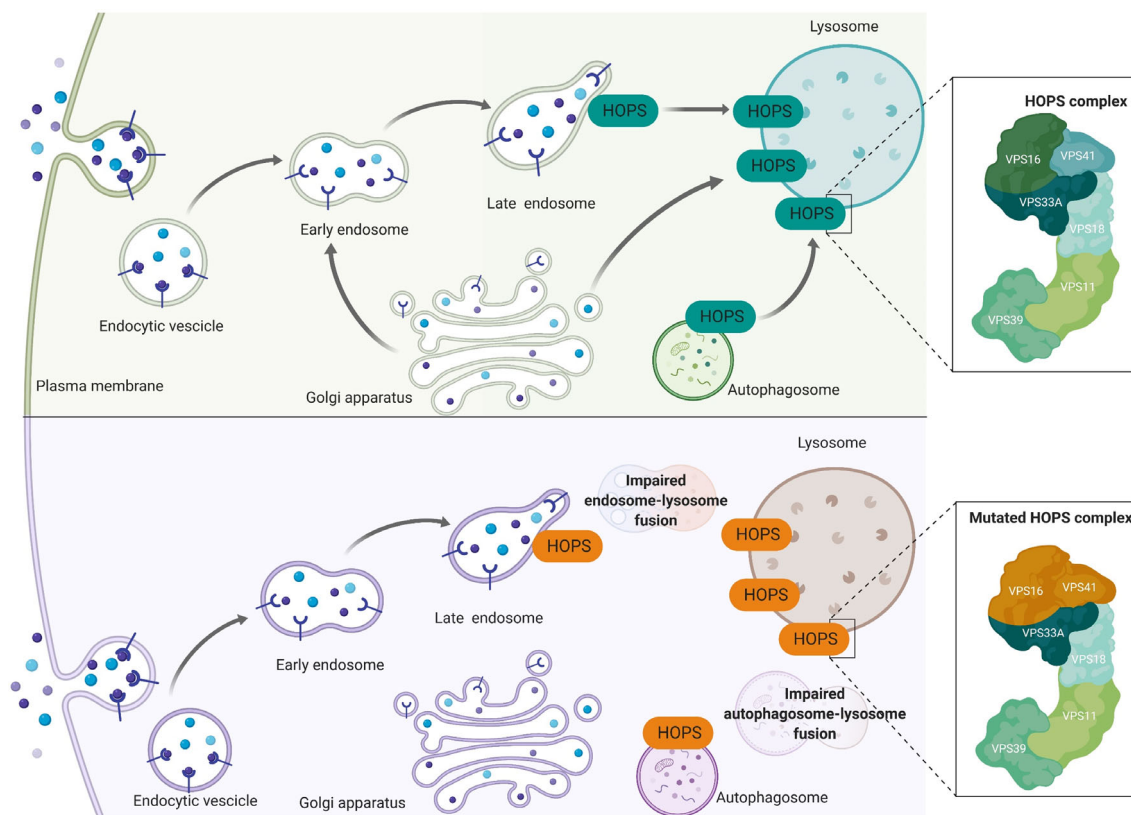 Lysosome
HOPS
HOPS
HOPS
HOPS
Late endosome
Early endosome
Endocytic vescicle
HOPS
Plasma membrane
Golgi apparatus
Autophagosome
HOPS complex
VPS16
VPS41
VPS33A
VPS18
VPS11
VPS39
Lysosome
Impaired
endosome-lysosome
fusion
HOPS
HOPS
HOPS
HOPS
Late endosome
Early endosome
Impaired
autophagosome-lysosome
fusion
HOPS
Endocytic vescicle
Golgi apparatus
Autophagosome
Mutated HOPS complex
VPS16
VPS41
VPS33A
VPS18
VPS11
VPS39